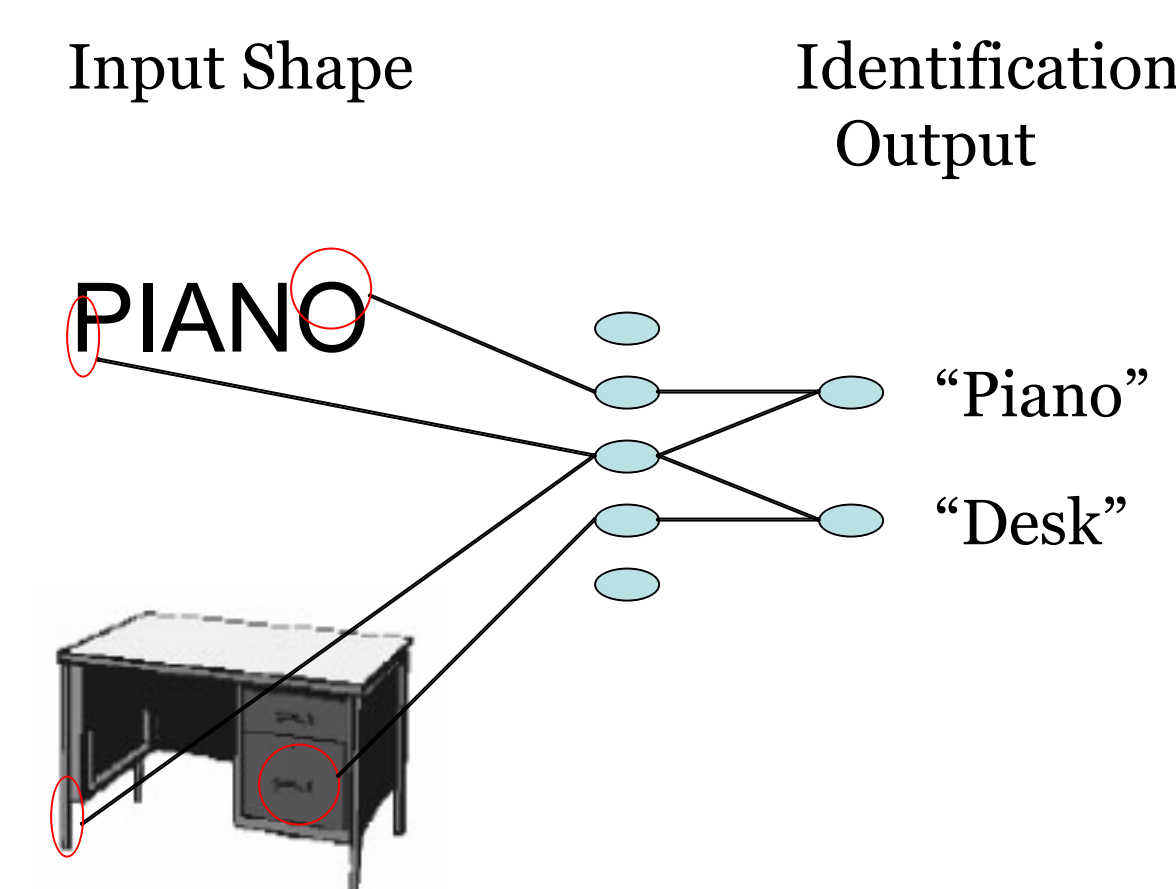 Input Shape
Identification
Output
PIANO
“Piano”
“Desk”